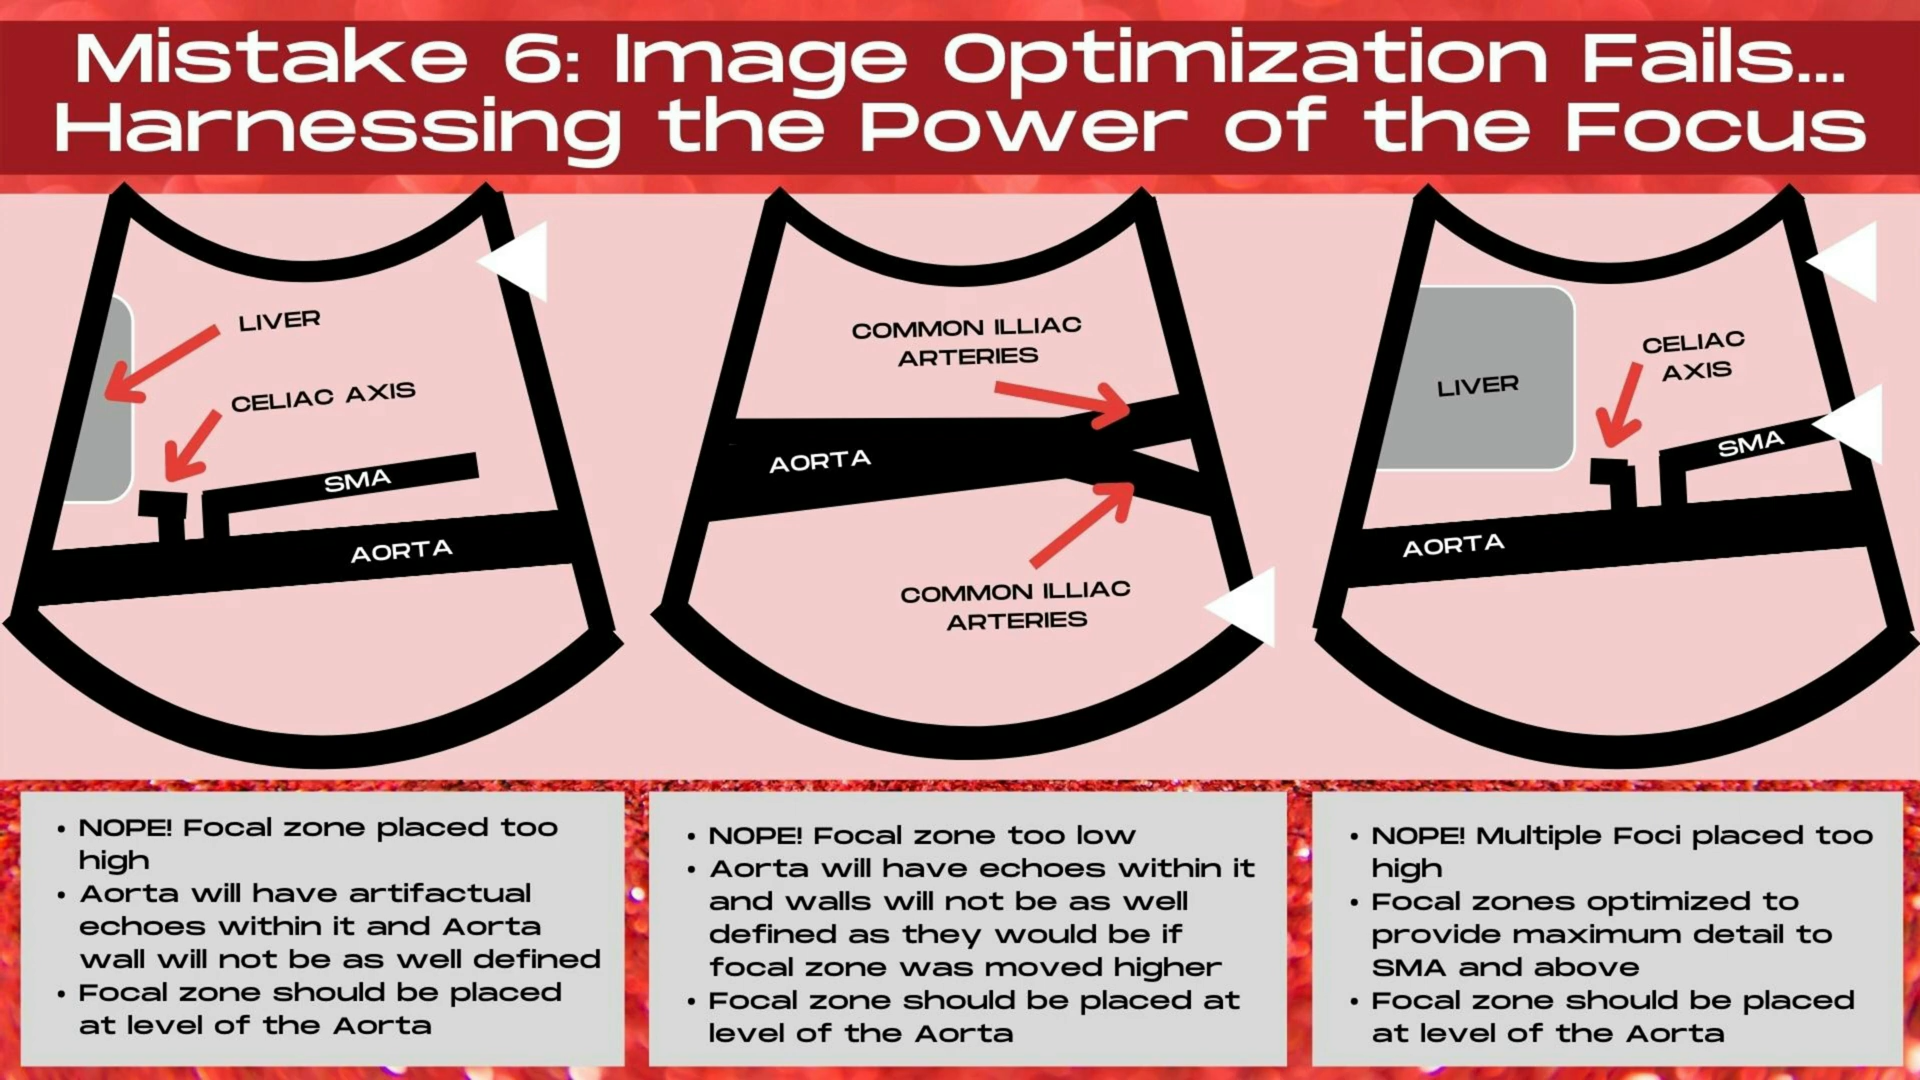 Mistake 6: Image Optimization Fails...
Harnessing the Power of the Focus
LIVER
CELIAC AXIS
SMA
AORTA
COMMON ILLIAC
ARTERIES
AORTA
COMMON ILLIAC
ARTERIES
LIVER
CELIAC
AXIS
SMA
AORTA
• NOPE! Focal zone placed too
high
• Aorta will have artifactual
echoes within it and Aorta
wall will not be as well defined
• Focal zone should be placed
at level of the Aorta
• NOPE! Focal zone too low
• Aorta will have echoes within it
and walls will not be as well
defined as they would be if
focal zone was moved higher
• Focal zone should be placed at
level of the Aorta
• NOPE! Multiple Foci placed too
high
• Focal zones optimized to
provide maximum detail to
SMA and above
• Focal zone should be placed
at level of the Aorta